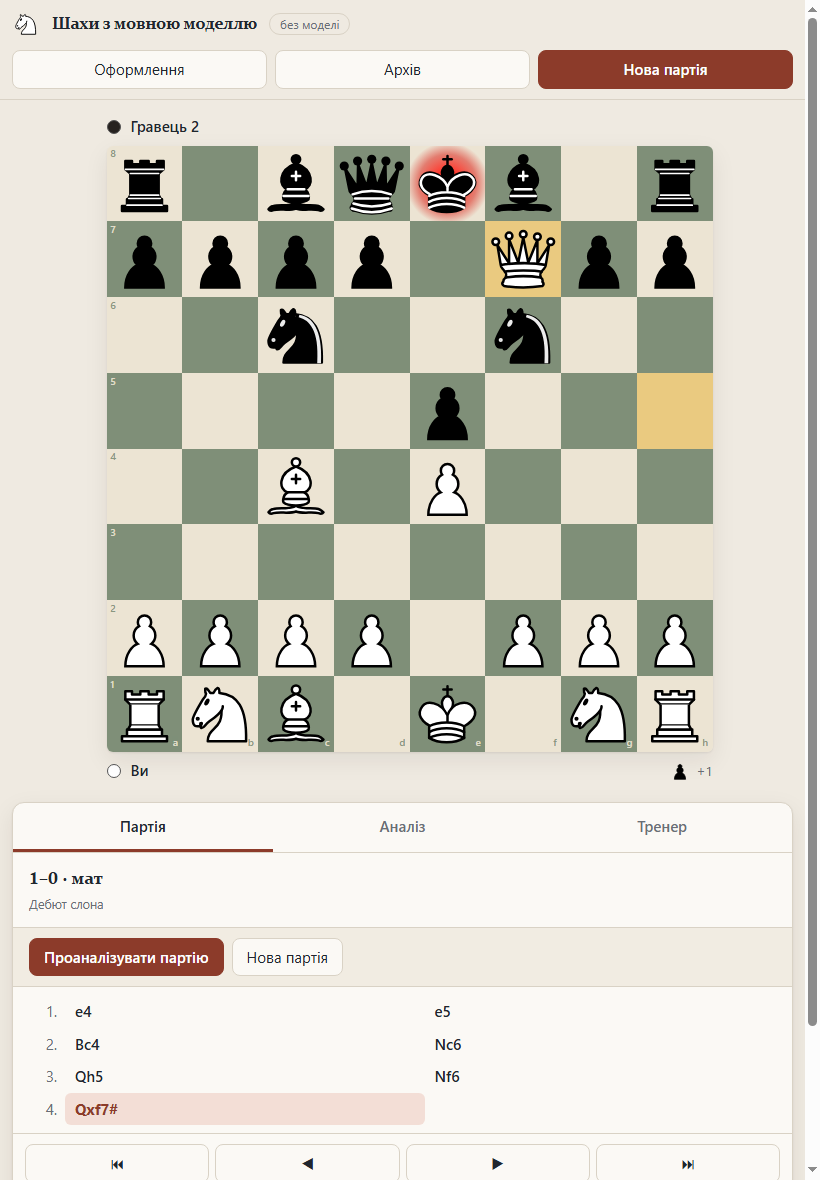 Шахи з мовною моделлю без моделі
Оформлення Архів Нова партія
Гравець 2
8
7
6
5
4
3
2
1
a b c d e f g h
Ви +1
Партія Аналіз Тренер
1–0 · мат
Дебют слона
Проаналізувати партію Нова партія
1. e4 e5
2. Bc4 Nc6
3. Qh5 Nf6
4. Qxf7#